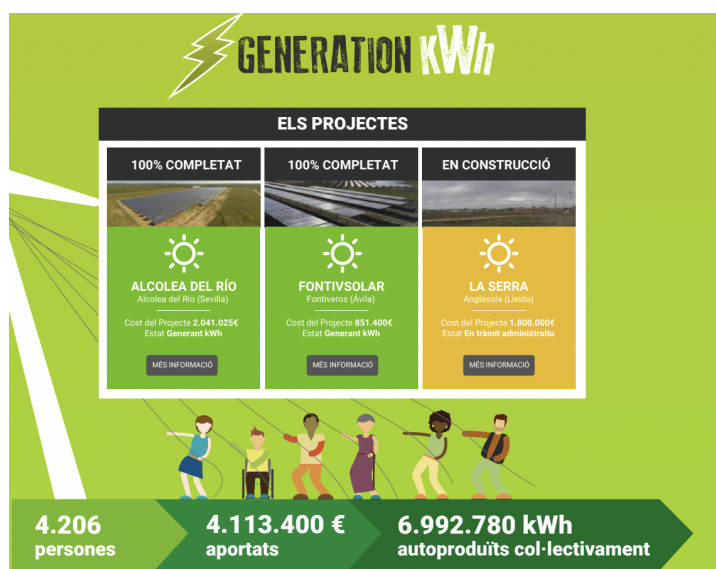 GENERATION kWh
ELS PROJECTES
100% COMPLETAT
ALCOLEA DEL RÍO
Alcolea del Río (Sevilla)
Cost del Projecte 2.041.025€
Estat Generant kWh
MÉS INFORMACIÓ
100% COMPLETAT
FONTIVSOLAR
Fontiveros (Ávila)
Cost del Projecte 851.400€
Estat Generant kWh
MÉS INFORMACIÓ
EN CONSTRUCCIÓ
LA SERRA
Anglesola (Lleida)
Cost del Projecte 1.800.000€
Estat En tràmit administratiu
MÉS INFORMACIÓ
4.206
persones
4.113.400 €
aportats
6.992.780 kWh
autoproduïts col·lectivament